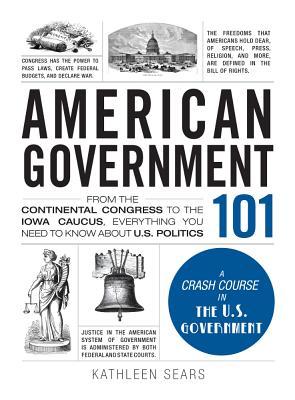 CONGRESS HAS THE POWER TO
PASS LAWS, CREATE FEDERAL
BUDGETS, AND DECLARE WAR.
THE FREEDOMS THAT
AMERICANS HOLD DEAR,
OF SPEECH, PRESS,
RELIGION, AND MORE,
ARE DEFINED IN THE
BILL OF RIGHTS.
AMERICAN
GOVERNMENT
101
FROM THE
CONTINENTAL CONGRESS TO THE
IOWA CAUCUS, EVERYTHING YOU
NEED TO KNOW ABOUT U.S. POLITICS
A
CRASH COURSE
IN
THE U.S.
GOVERNMENT
JUSTICE IN THE AMERICAN
SYSTEM OF GOVERNMENT
IS ADMINISTERED BY BOTH
FEDERAL AND STATE COURTS.
KATHLEEN SEARS